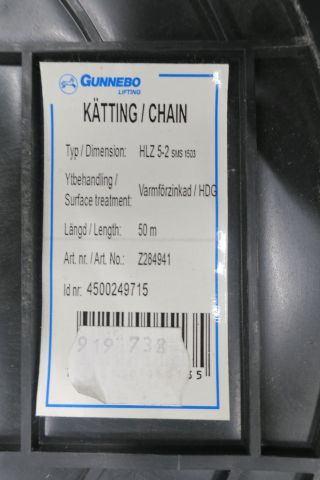 GUNNEBO
LIFTING
KÄTTING / CHAIN
Typ / Dimension: HLZ 5-2 SMS 1503
Ytbehandling /
Surface treatment: Varmförzinkad / HDG
Längd / Length: 50 m
Art. nr. / Art. No.: Z284941
Id nr: 4500249715